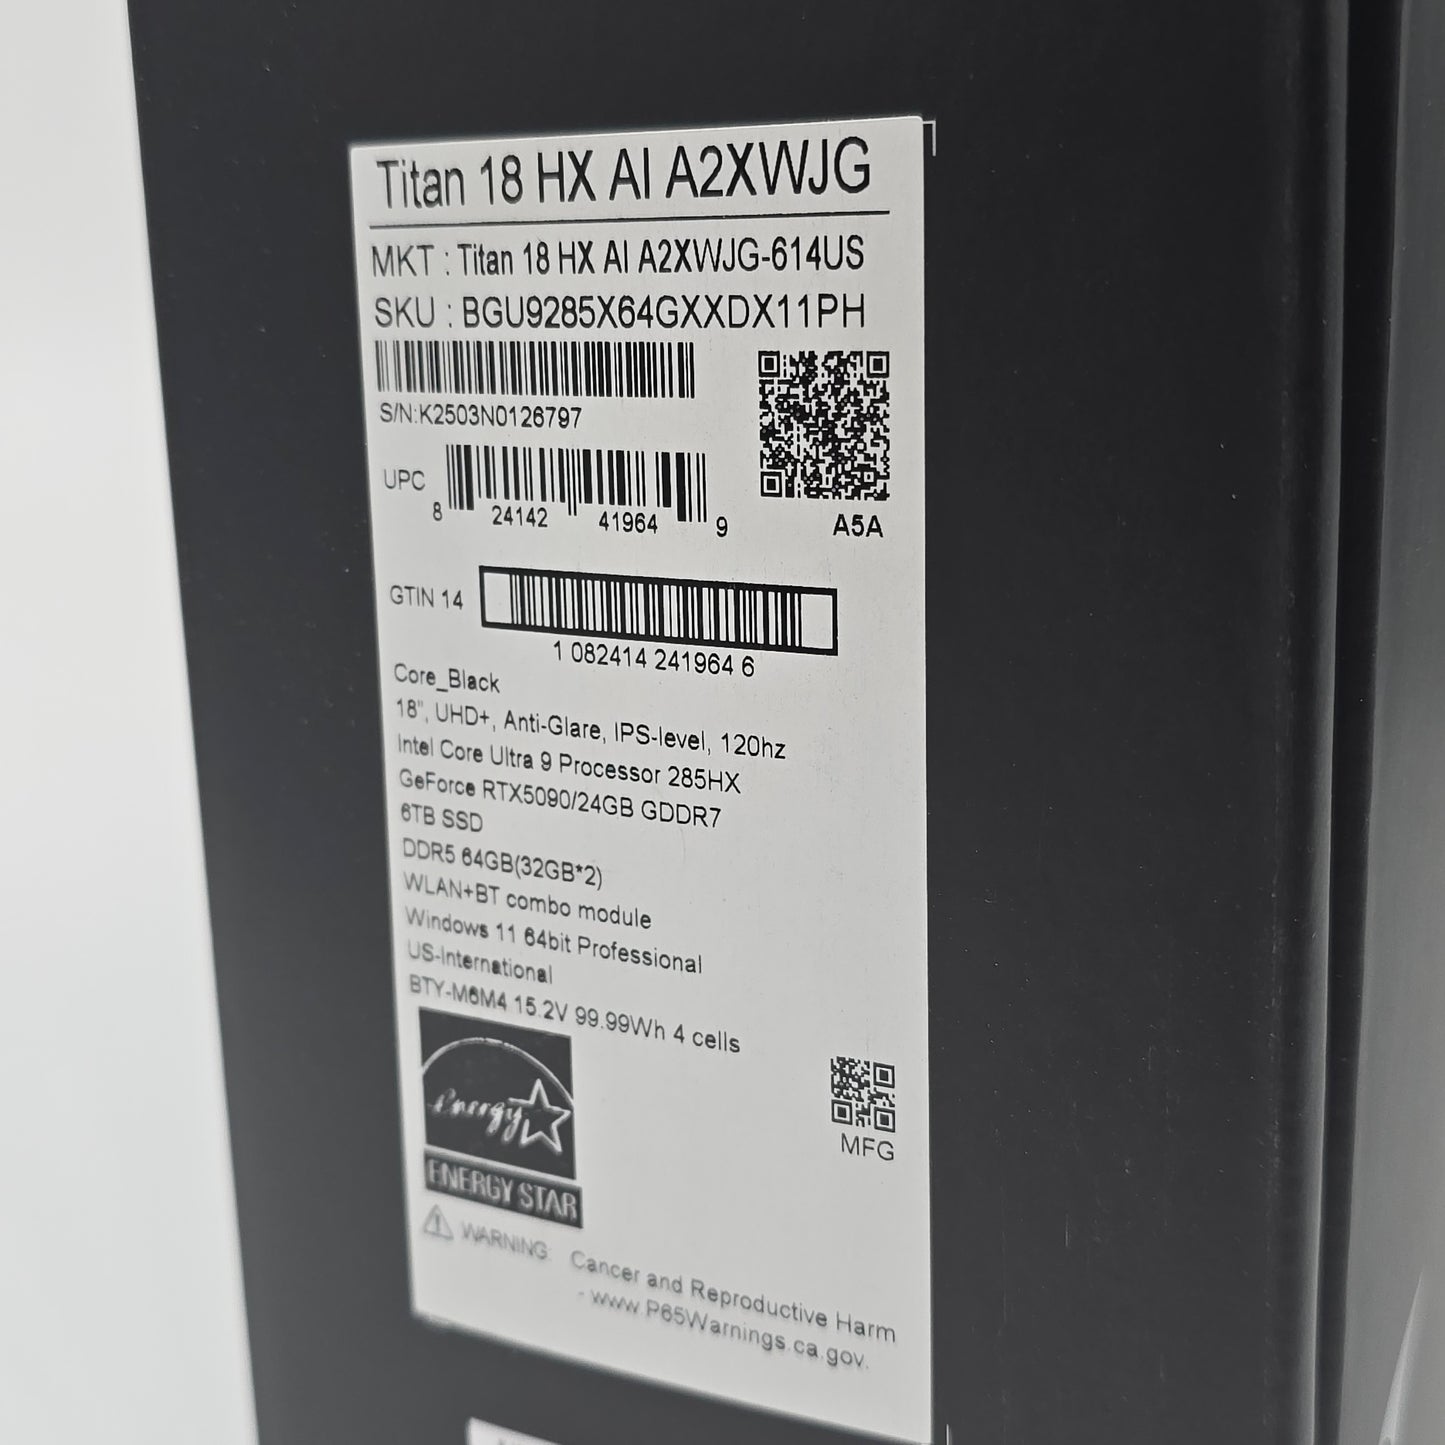 Titan 18 HX AI A2XWJG
MKT : Titan 18 HX AI A2XWJG-614US
SKU : BGU9285X64GXXDX11PH
S/N:K2503N0126797
UPC 8 24142 41964 9
A5A
GTIN 14
1 082414 241964 6
Core_Black
18", UHD+, Anti-Glare, IPS-level, 120hz
Intel Core Ultra 9 Processor 285HX
GeForce RTX5090/24GB GDDR7
6TB SSD
DDR5 64GB(32GB*2)
WLAN+BT combo module
Windows 11 64bit Professional
US-International
BTY-M6M4 15.2V 99.99Wh 4 cells
energy
ENERGY STAR
MFG
WARNING: Cancer and Reproductive Harm
- www.P65Warnings.ca.gov.